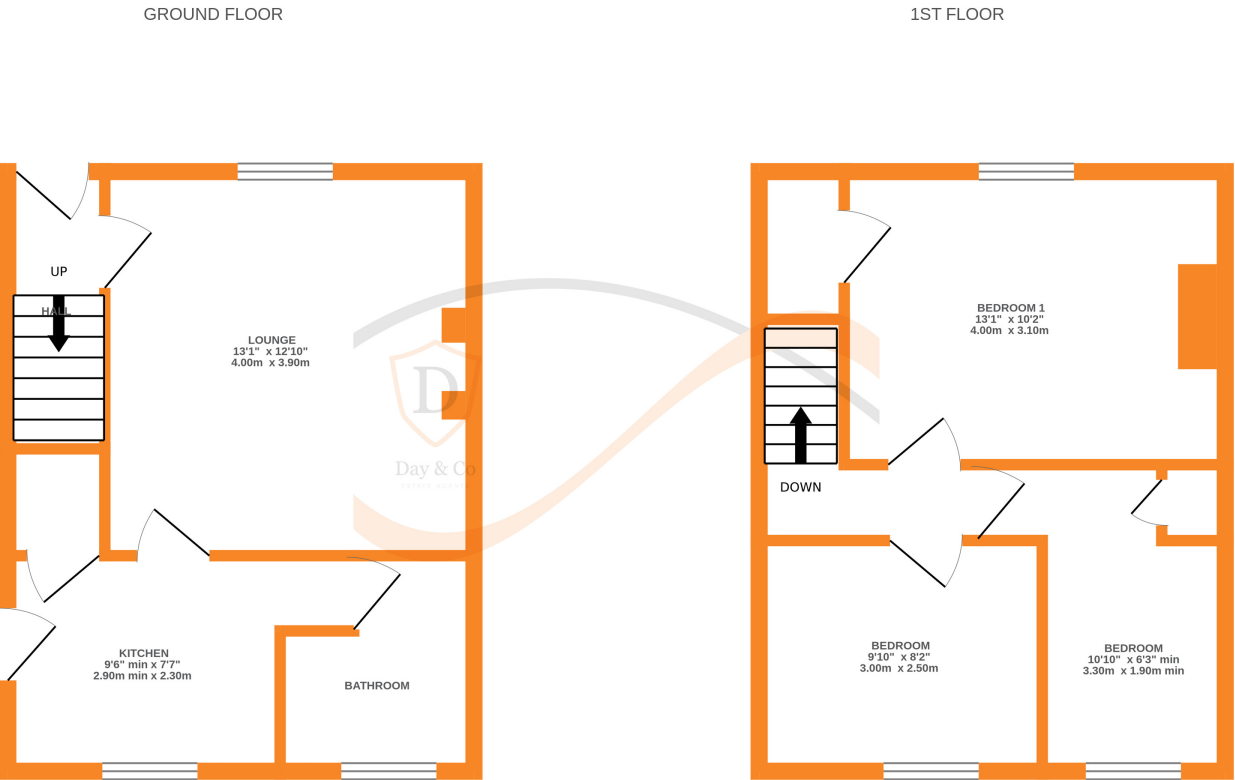 GROUND FLOOR
1ST FLOOR
UP
HALL
LOUNGE
13'1" x 12'10"
4.00m x 3.90m
D
Day & Co
ESTATE AGENTS
KITCHEN
9'6" min x 7'7"
2.90m min x 2.30m
BATHROOM
BEDROOM 1
13'1" x 10'2"
4.00m x 3.10m
DOWN
BEDROOM
9'10" x 8'2"
3.00m x 2.50m
BEDROOM
10'10" x 6'3" min
3.30m x 1.90m min